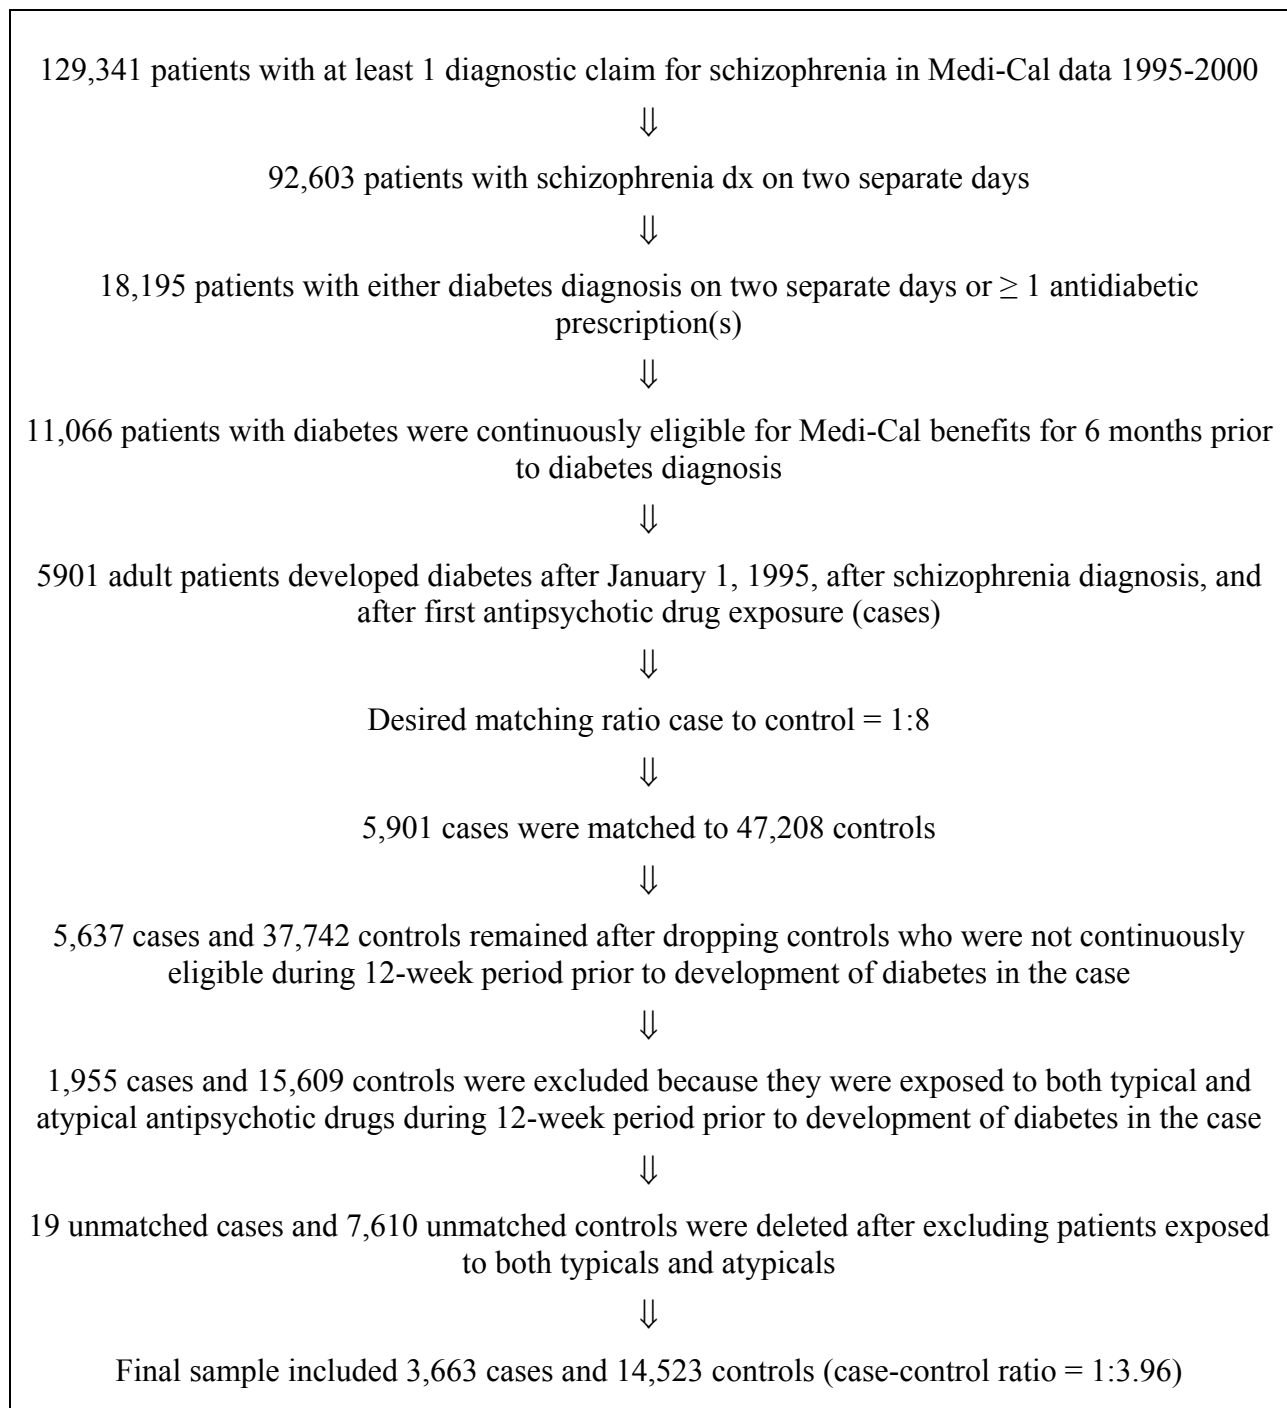 129,341 patients with at least 1 diagnostic claim for schizophrenia in Medi-Cal data 1995-2000
⇓
92,603 patients with schizophrenia dx on two separate days
⇓
18,195 patients with either diabetes diagnosis on two separate days or ≥ 1 antidiabetic
prescription(s)
⇓
11,066 patients with diabetes were continuously eligible for Medi-Cal benefits for 6 months prior
to diabetes diagnosis
⇓
5901 adult patients developed diabetes after January 1, 1995, after schizophrenia diagnosis, and
after first antipsychotic drug exposure (cases)
⇓
Desired matching ratio case to control = 1:8
⇓
5,901 cases were matched to 47,208 controls
⇓
5,637 cases and 37,742 controls remained after dropping controls who were not continuously
eligible during 12-week period prior to development of diabetes in the case
⇓
1,955 cases and 15,609 controls were excluded because they were exposed to both typical and
atypical antipsychotic drugs during 12-week period prior to development of diabetes in the case
⇓
19 unmatched cases and 7,610 unmatched controls were deleted after excluding patients exposed
to both typicals and atypicals
⇓
Final sample included 3,663 cases and 14,523 controls (case-control ratio = 1:3.96)